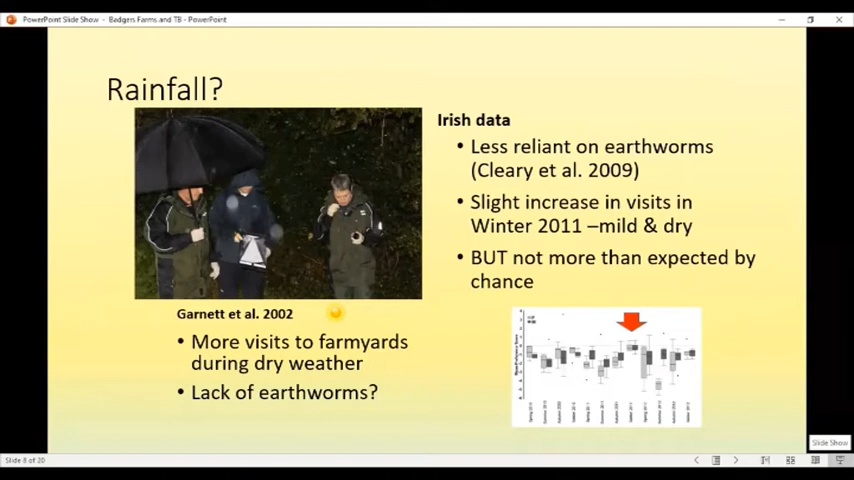 PowerPoint Slide Show - Badgers Farms and TB - PowerPoint
Rainfall?
Irish data
• Less reliant on earthworms
(Cleary et al. 2009)
• Slight increase in visits in
Winter 2011 –mild & dry
• BUT not more than expected by
chance
Garnett et al. 2002
• More visits to farmyards
during dry weather
• Lack of earthworms?
Slide Show
Slide 8 of 20